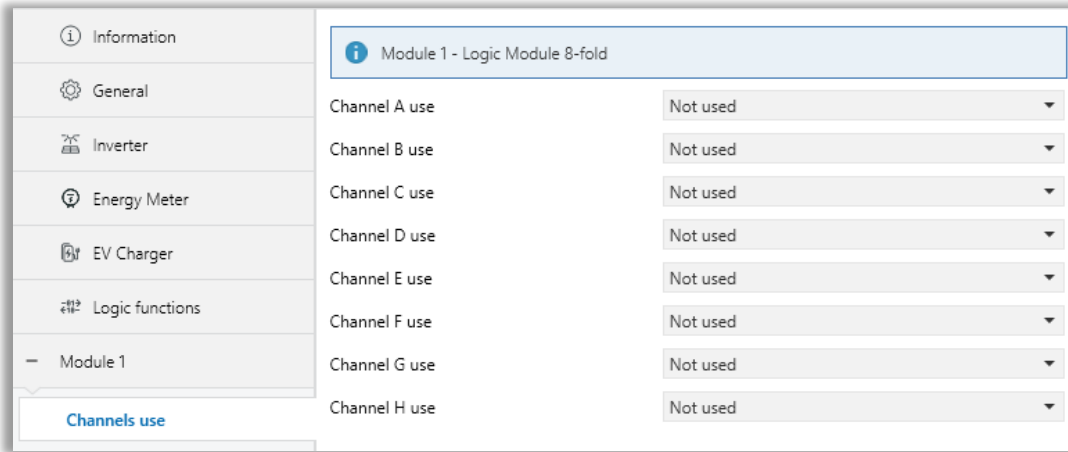 Information
General
Inverter
Energy Meter
EV Charger
Logic functions
Module 1
Channels use
Module 1 - Logic Module 8-fold
Channel A use Not used
Channel B use Not used
Channel C use Not used
Channel D use Not used
Channel E use Not used
Channel F use Not used
Channel G use Not used
Channel H use Not used